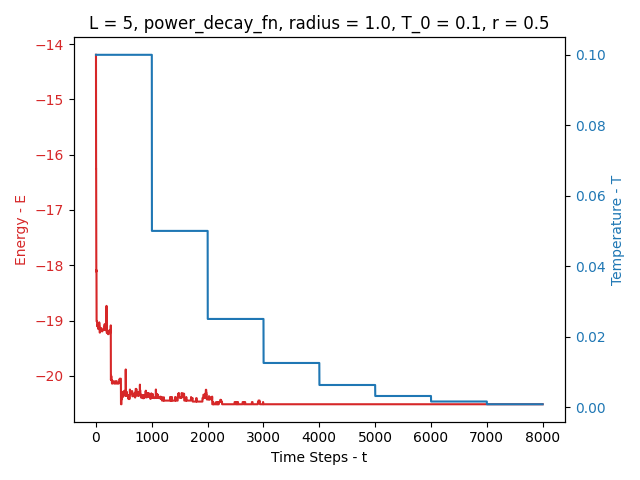 L = 5, power_decay_fn, radius = 1.0, T_0 = 0.1, r = 0.5
−14
−15
−16
−17
−18
−19
−20
Energy - E
0.10
0.08
0.06
0.04
0.02
0.00
Temperature - T
0 1000 2000 3000 4000 5000 6000 7000 8000
Time Steps - t